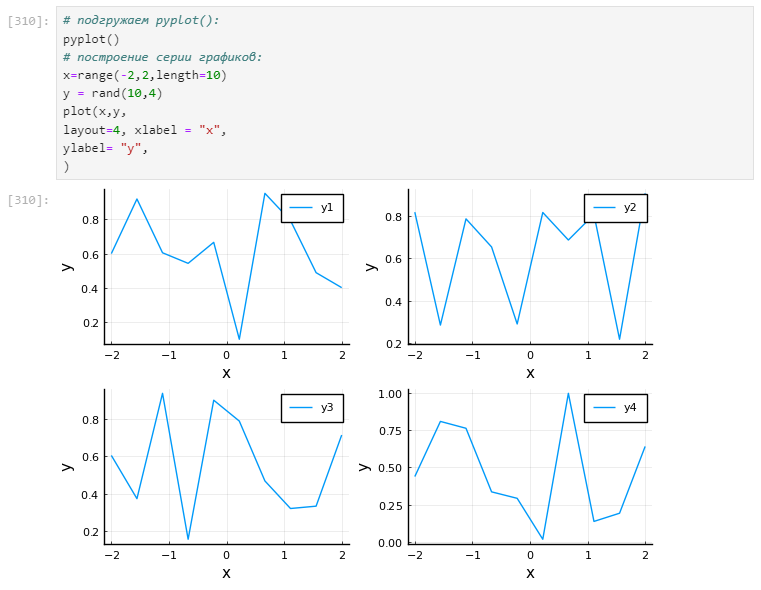 [310]:
# подгружаем pyplot():
pyplot()
# построение серии графиков:
x=range(-2,2,length=10)
y = rand(10,4)
plot(x,y,
layout=4, xlabel = "x",
ylabel= "y",
)
[310]:
y1
0.8
0.6
0.4
0.2
y
−2 −1 0 1 2
x
y2
0.8
0.6
0.4
0.2
y
−2 −1 0 1 2
x
y3
0.8
0.6
0.4
0.2
y
−2 −1 0 1 2
x
y4
1.00
0.75
0.50
0.25
0.00
y
−2 −1 0 1 2
x